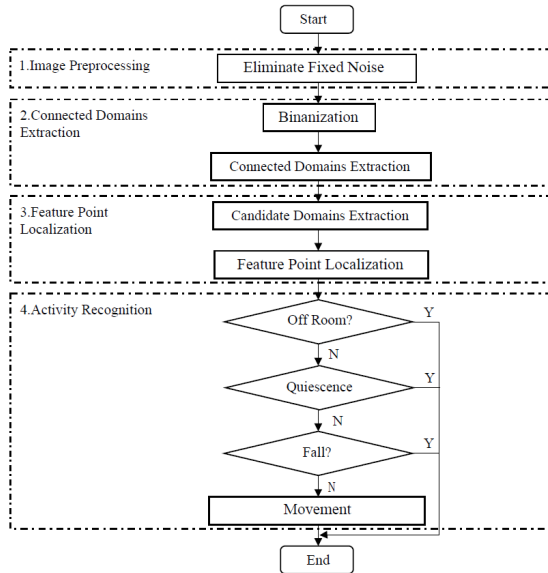 Start
1.Image Preprocessing
Eliminate Fixed Noise
2.Connected Domains
Extraction
Binanization
Connected Domains Extraction
3.Feature Point
Localization
Candidate Domains Extraction
Feature Point Localization
4.Activity Recognition
Off Room?
Y
N
Quiescence
Y
N
Fall?
Y
N
Movement
End